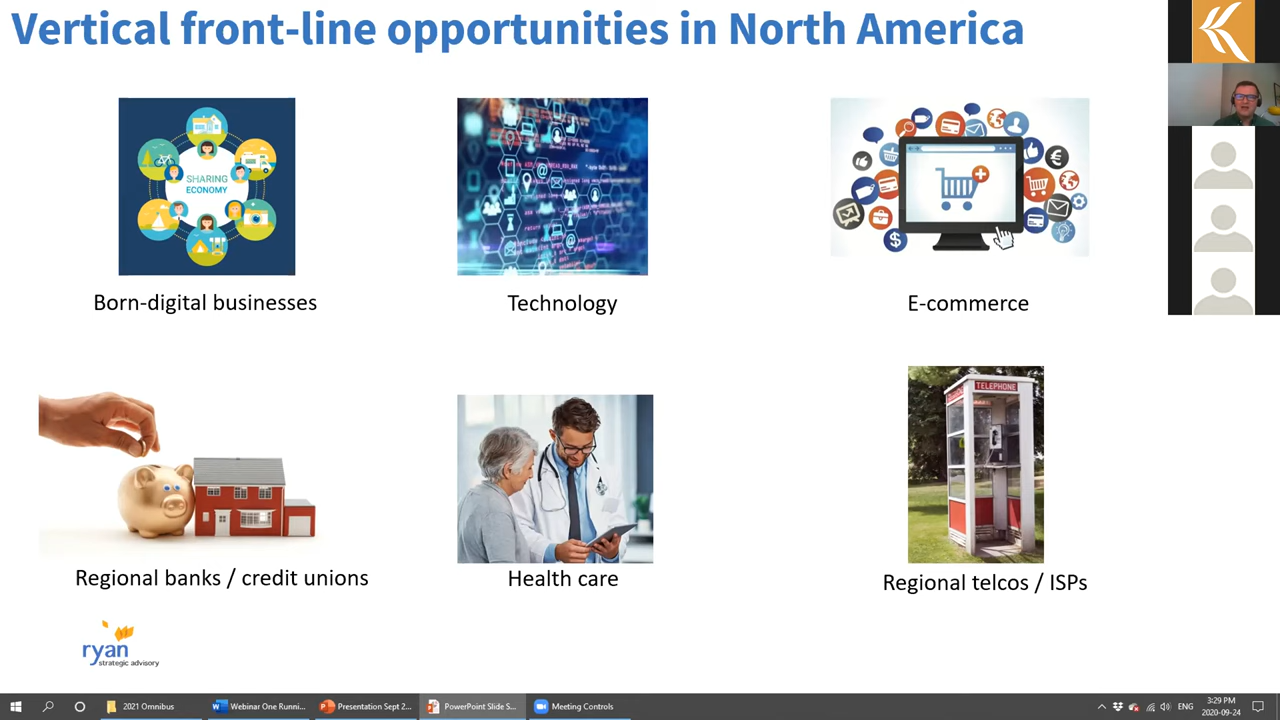 Vertical front-line opportunities in North America
SHARING
ECONOMY
Born-digital businesses
Technology
E-commerce
TELEPHONE
Regional banks / credit unions
Health care
Regional telcos / ISPs
ryan
strategic advisory
2021 Omnibus
Webinar One Runni...
Presentation Sept 2...
PowerPoint Slide S...
Meeting Controls
ENG
3:29 PM
2020-09-24